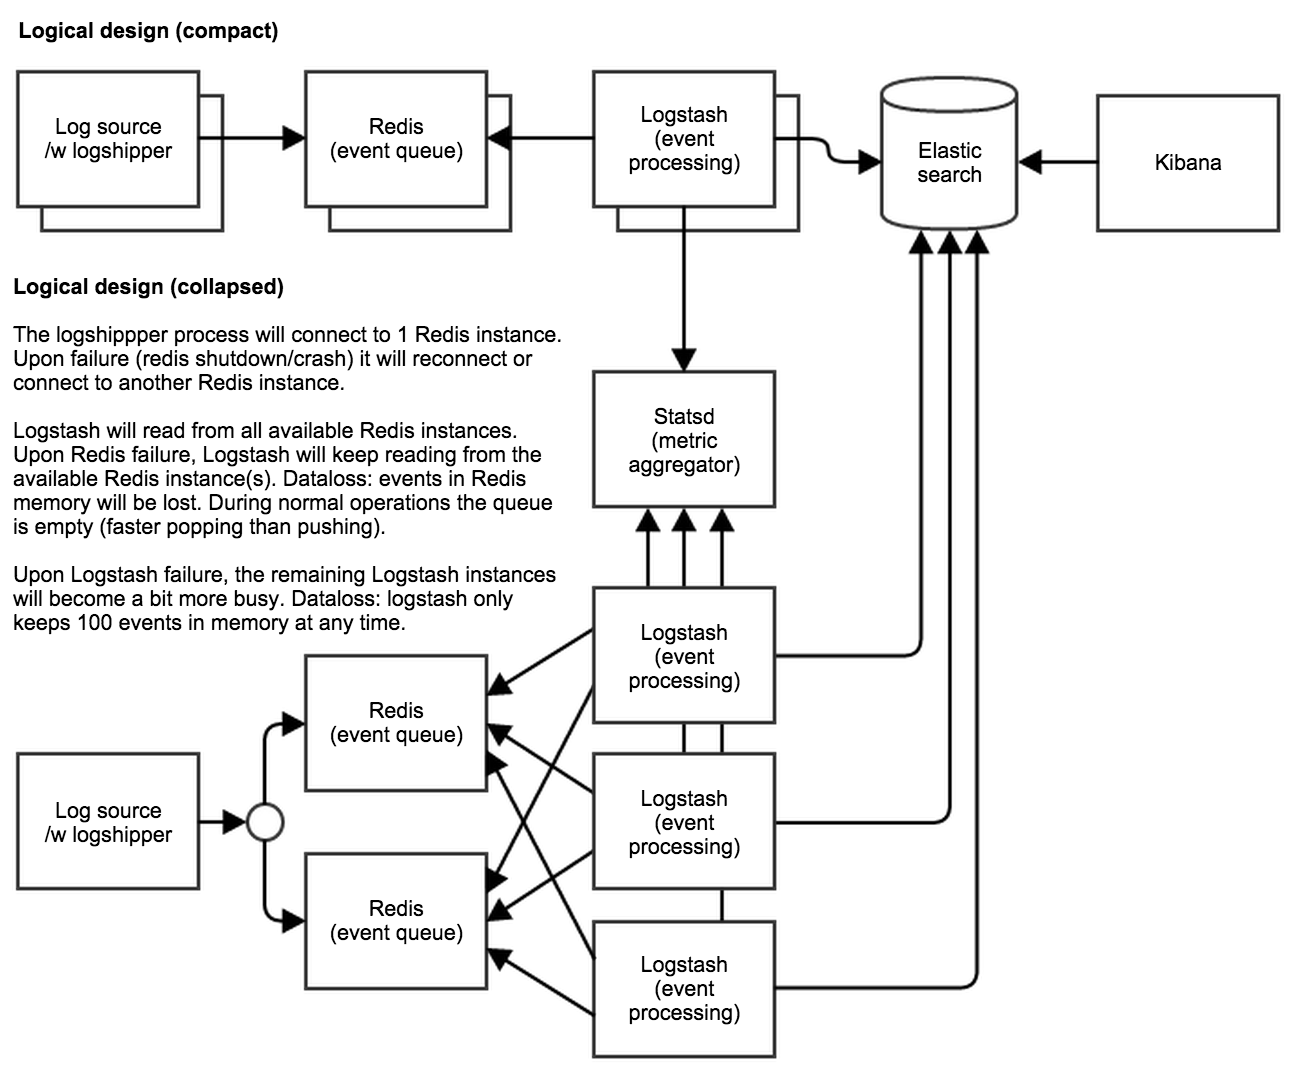 Logical design (compact)
Log source
/w logshipper
Redis
(event queue)
Logstash
(event
processing)
Elastic
search
Kibana
Logical design (collapsed)
The logshippper process will connect to 1 Redis instance.
Upon failure (redis shutdown/crash) it will reconnect or
connect to another Redis instance.
Logstash will read from all available Redis instances.
Upon Redis failure, Logstash will keep reading from the
available Redis instance(s). Dataloss: events in Redis
memory will be lost. During normal operations the queue
is empty (faster popping than pushing).
Upon Logstash failure, the remaining Logstash instances
will become a bit more busy. Dataloss: logstash only
keeps 100 events in memory at any time.
Statsd
(metric
aggregator)
Log source
/w logshipper
Redis
(event queue)
Redis
(event queue)
Logstash
(event
processing)
Logstash
(event
processing)
Logstash
(event
processing)